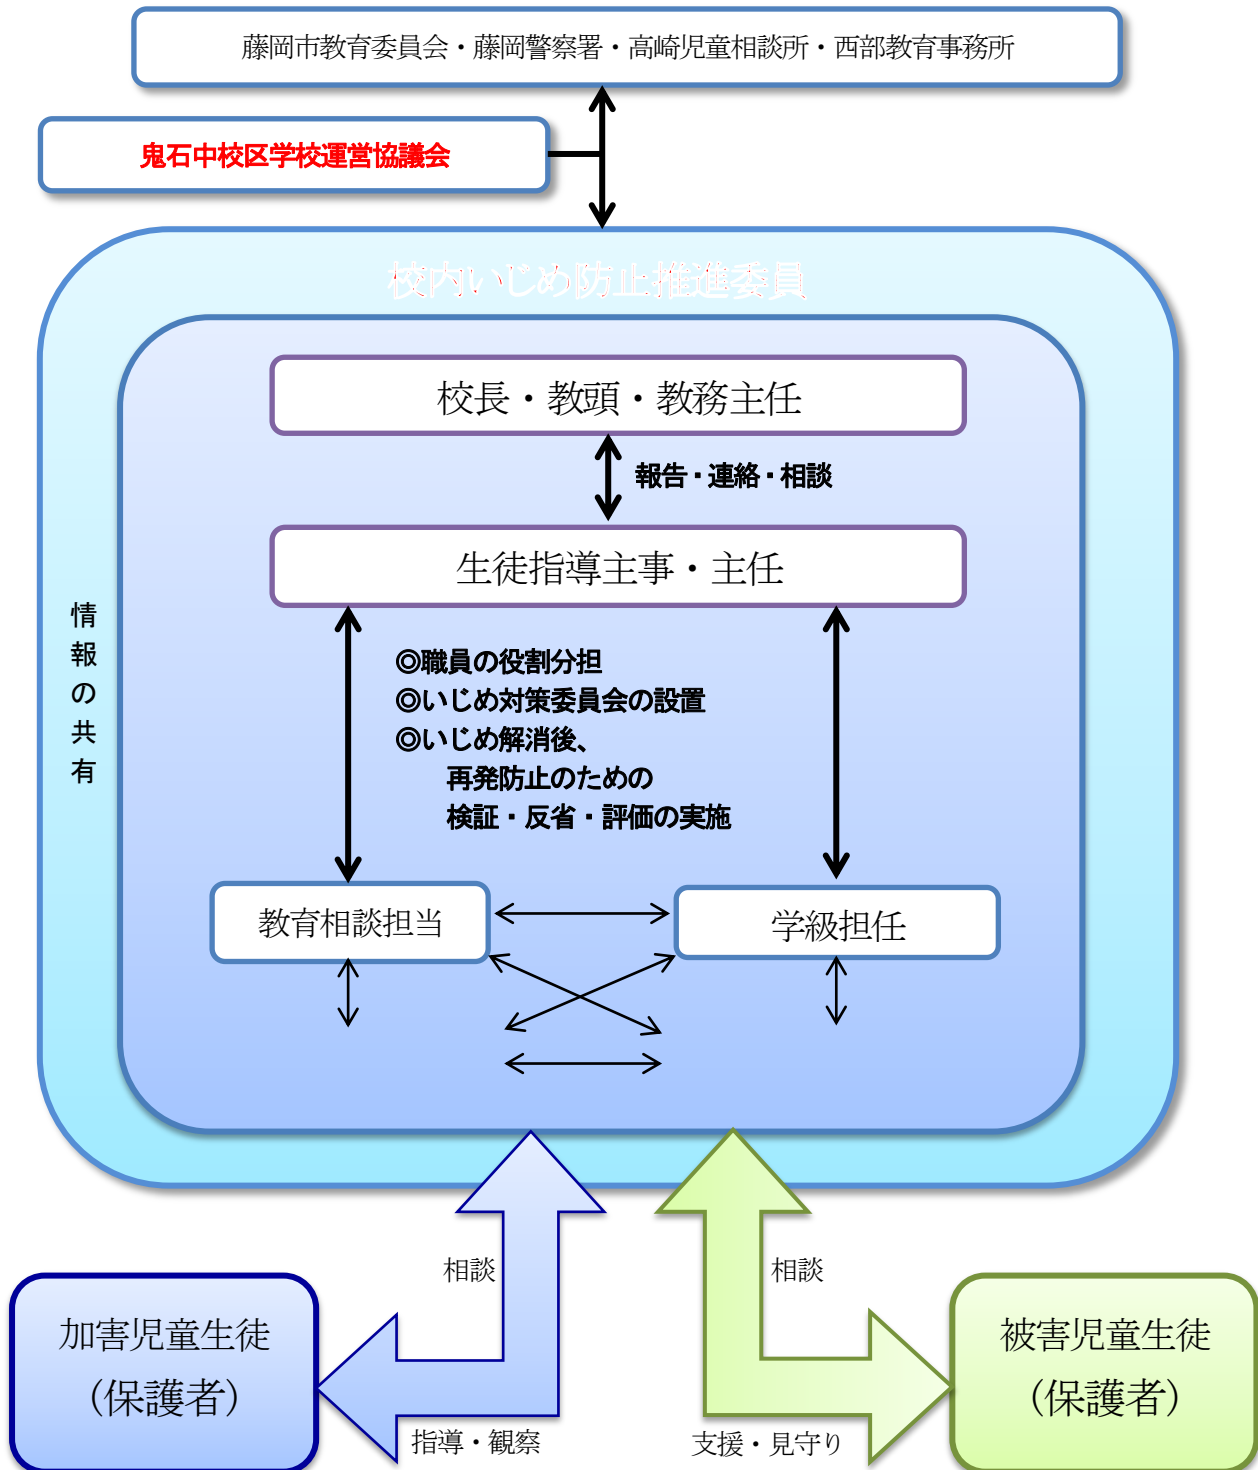 藤岡市教育委員会・藤岡警察署・高崎児童相談所・西部教育事務所
鬼石中校区学校運営協議会
校内いじめ防止推進委員
校長・教頭・教務主任
報告・連絡・相談
生徒指導主事・主任
情報の共有
◎職員の役割分担
◎いじめ対策委員会の設置
◎いじめ解消後、
再発防止のための
検証・反省・評価の実施
教育相談担当
学級担任
相談
相談
加害児童生徒
（保護者）
被害児童生徒
（保護者）
指導・観察
支援・見守り